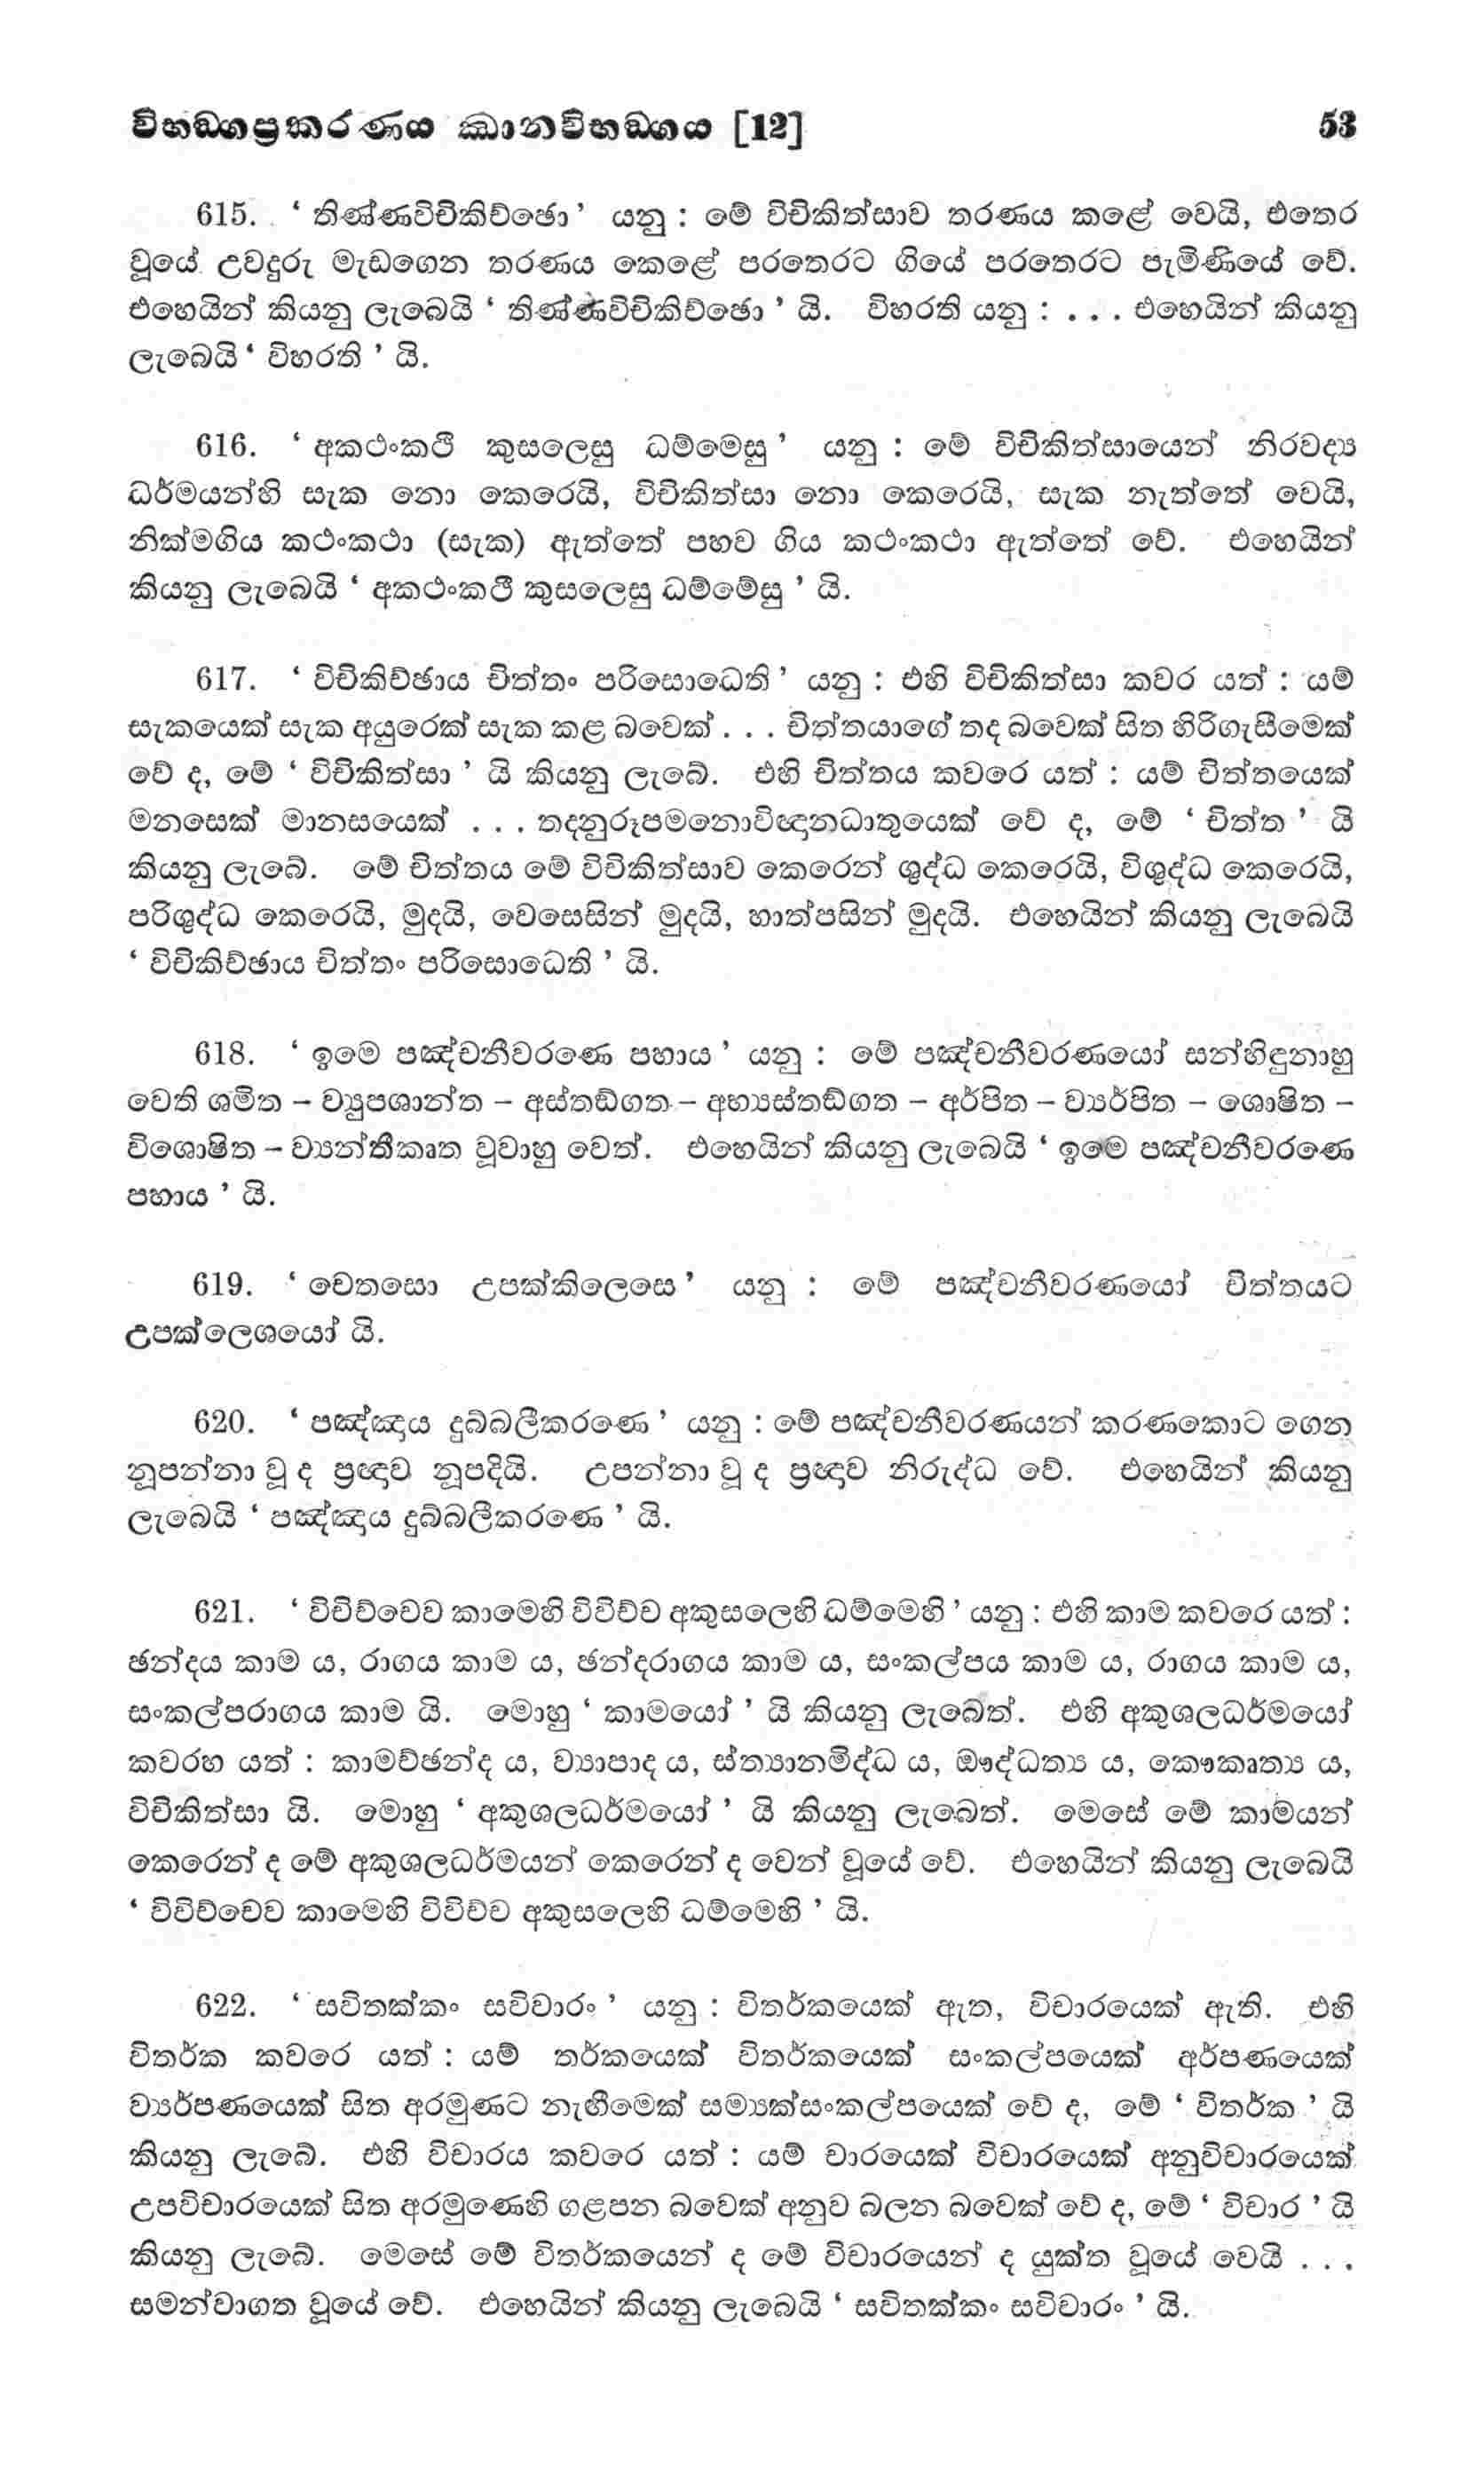 විභඞ්ගප්‍රකරණය ඣානවිභඞ්ගය [12] 53
615. ‘ තිණ්ණවිචිකිච්ඡො ’ යනු : මේ විචිකිත්සාව තරණය කළේ වෙයි, එතෙර
වූයේ උවදුරු මැඩගෙන තරණය කෙළේ පරතෙරට ගියේ පරතෙරට පැමිණියේ වේ.
එහෙයින් කියනු ලැබෙයි ‘ තිණ්ණවිචිකිච්ඡො ’ යි. විහරති යනු : . . . එහෙයින් කියනු
ලැබෙයි ‘ විහරති ’ යි.
616. ‘ අකථංකථී කුසලෙසු ධම්මෙසු ’ යනු : මේ විචිකිත්සායෙන් නිරවද්‍ය
ධර්මයන්හි සැක නො කෙරෙයි, විචිකිත්සා නො කෙරෙයි, සැක නැත්තේ වෙයි,
නික්මගිය කථංකථා (සැක) ඇත්තේ පහව ගිය කථංකථා ඇත්තේ වේ. එහෙයින්
කියනු ලැබෙයි ‘ අකථංකථී කුසලෙසු ධම්මේසු ’ යි.
617. ‘ විචිකිච්ඡාය චිත්තං පරිසොධෙති ’ යනු : එහි විචිකිත්සා කවර යත් : යම්
සැකයෙක් සැක අයුරෙක් සැක කළ බවෙක් . . . චිත්තයාගේ තද බවෙක් සිත හිරිගැසීමෙක්
වේ ද, මේ ‘ විචිකිත්සා ’ යි කියනු ලැබේ. එහි චිත්තය කවරෙ යත් : යම් චිත්තයෙක්
මනසෙක් මානසයෙක් . . . තදනුරූපමනොවිඥානධාතුයෙක් වේ ද, මේ ‘ චිත්ත ’ යි
කියනු ලැබේ. මේ චිත්තය මේ විචිකිත්සාව කෙරෙන් ශුද්ධ කෙරෙයි, විශුද්ධ කෙරෙයි,
පරිශුද්ධ කෙරෙයි, මුදයි, වෙසෙසින් මුදයි, හාත්පසින් මුදයි. එහෙයින් කියනු ලැබෙයි
‘ විචිකිච්ඡාය චිත්තං පරිසොධෙති ’ යි.
618. ‘ ඉමෙ පඤ්චනීවරණෙ පහාය ’ යනු : මේ පඤ්චනීවරණයෝ සන්හිඳුනාහු
වෙති ශමිත – ව්‍යුපශාන්ත – අස්තඞ්ගත – අභ්‍යස්තඞ්ගත – අර්පිත – ව්‍යර්පිත – ශොෂිත –
විශොෂිත – ව්‍යන්තීකෘත වූවාහු වෙත්. එහෙයින් කියනු ලැබෙයි ‘ ඉමෙ පඤ්චනීවරණෙ
පහාය ’ යි.
619. ‘ චෙතසො උපක්කිලෙසෙ ’ යනු : මේ පඤ්චනීවරණයෝ චිත්තයට
උපක්ලෙශයෝ යි.
620. ‘ පඤ්ඤාය දුබ්බලීකරණෙ ’ යනු : මේ පඤ්චනීවරණයන් කරණකොට ගෙන
නූපන්නා වූ ද ප්‍රඥාව නූපදියි. උපන්නා වූ ද ප්‍රඥාව නිරුද්ධ වේ. එහෙයින් කියනු
ලැබෙයි ‘ පඤ්ඤාය දුබ්බලීකරණෙ ’ යි.
621. ‘ විචිච්චෙව කාමෙහි විවිච්ච අකුසලෙහි ධම්මෙහි ’ යනු : එහි කාම කවරෙ යත් :
ඡන්දය කාම ය, රාගය කාම ය, ඡන්දරාගය කාම ය, සංකල්පය කාම ය, රාගය කාම ය,
සංකල්පරාගය කාම යි. මොහු ‘ කාමයෝ ’ යි කියනු ලැබෙත්. එහි අකුශලධර්මයෝ
කවරහ යත් : කාමච්ඡන්ද ය, ව්‍යාපාද ය, ස්ත්‍යානමිද්ධ ය, ඖද්ධත්‍ය ය, කෞකෘත්‍ය ය,
විචිකිත්සා යි. මොහු ‘ අකුශලධර්මයෝ ’ යි කියනු ලැබෙත්. මෙසේ මේ කාමයන්
කෙරෙන් ද මේ අකුශලධර්මයන් කෙරෙන් ද වෙන් වූයේ වේ. එහෙයින් කියනු ලැබෙයි
‘ විවිච්චෙව කාමෙහි විවිච්ච අකුසලෙහි ධම්මෙහි ’ යි.
622. ‘ සවිතක්කං සවිචාරං ’ යනු : විතර්කයෙක් ඇත, විචාරයෙක් ඇති. එහි
විතර්ක කවරෙ යත් : යම් තර්කයෙක් විතර්කයෙක් සංකල්පයෙක් අර්පණයෙක්
ව්‍යර්පණයෙක් සිත අරමුණට නැඟීමෙක් සම්‍යක්සංකල්පයෙක් වේ ද, මේ ‘ විතර්ක ’ යි
කියනු ලැබේ. එහි විචාරය කවරෙ යත් : යම් චාරයෙක් විචාරයෙක් අනුවිචාරයෙක්
උපවිචාරයෙක් සිත අරමුණෙහි ගළපන බවෙක් අනුව බලන බවෙක් වේ ද, මේ ‘ විචාර ’ යි
කියනු ලැබේ. මෙසේ මේ විතර්කයෙන් ද මේ විචාරයෙන් ද යුක්ත වූයේ වෙයි . . .
සමන්වාගත වූයේ වේ. එහෙයින් කියනු ලැබෙයි ‘ සවිතක්කං සවිචාරං ’ යි.